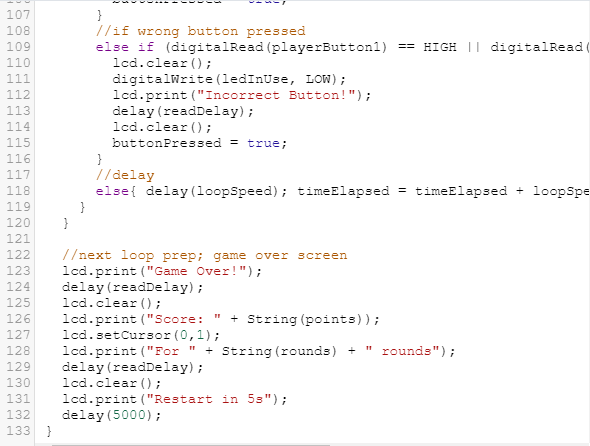 107 }
108 //if wrong button pressed
109 else if (digitalRead(playerButton1) == HIGH || digitalRead(
110 lcd.clear();
111 digitalWrite(ledInUse, LOW);
112 lcd.print("Incorrect Button!");
113 delay(readDelay);
114 lcd.clear();
115 buttonPressed = true;
116 }
117 //delay
118 else{ delay(loopSpeed); timeElapsed = timeElapsed + loopSpe
119 }
120 }
121
122 //next loop prep; game over screen
123 lcd.print("Game Over!");
124 delay(readDelay);
125 lcd.clear();
126 lcd.print("Score: " + String(points));
127 lcd.setCursor(0,1);
128 lcd.print("For " + String(rounds) + " rounds");
129 delay(readDelay);
130 lcd.clear();
131 lcd.print("Restart in 5s");
132 delay(5000);
133 }